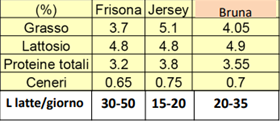 (%) Frisona Jersey Bruna
Grasso 3.7 5.1 4.05
Lattosio 4.8 4.8 4.9
Proteine totali 3.2 3.8 3.55
Ceneri 0.65 0.75 0.7
L latte/giorno 30-50 15-20 20-35